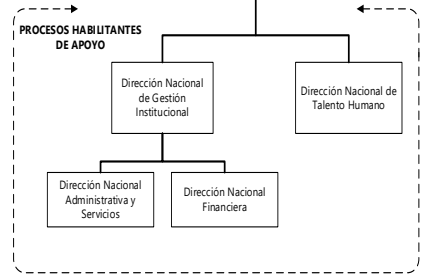 PROCESOS HABILITANTES
DE APOYO
Dirección Nacional
de Gestión
Institucional
Dirección Nacional de
Talento Humano
Dirección Nacional
Administrativa y
Servicios
Dirección Nacional
Financiera